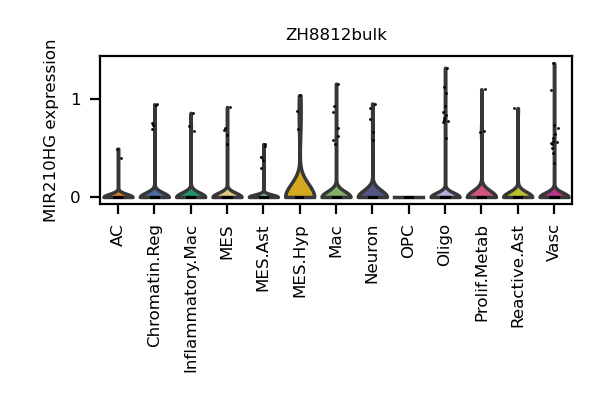 ZH8812bulk
MIR210HG expression
1
0
AC
Chromatin.Reg
Inflammatory.Mac
MES
MES.Ast
MES.Hyp
Mac
Neuron
OPC
Oligo
Prolif.Metab
Reactive.Ast
Vasc